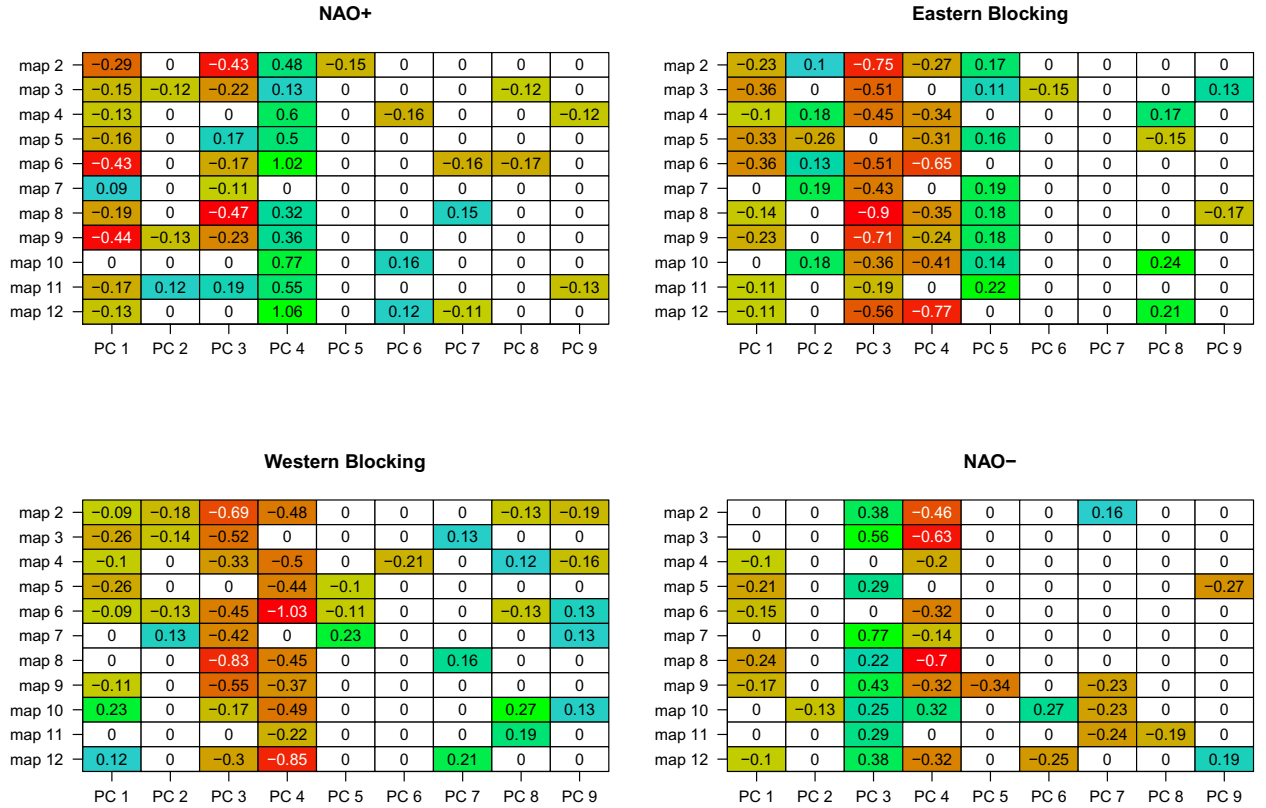 NAO+
map 2 −0.29 0 −0.43 0.48 −0.15 0 0 0 0
map 3 −0.15 −0.12 −0.22 0.13 0 0 0 −0.12 0
map 4 −0.13 0 0 0.6 0 −0.16 0 0 −0.12
map 5 −0.16 0 0.17 0.5 0 0 0 0 0
map 6 −0.43 0 −0.17 1.02 0 0 −0.16 −0.17 0
map 7 0.09 0 −0.11 0 0 0 0 0 0
map 8 −0.19 0 −0.47 0.32 0 0 0.15 0 0
map 9 −0.44 −0.13 −0.23 0.36 0 0 0 0 0
map 10 0 0 0 0.77 0 0.16 0 0 0
map 11 −0.17 0.12 0.19 0.55 0 0 0 0 −0.13
map 12 −0.13 0 0 1.06 0 0.12 −0.11 0 0
PC 1 PC 2 PC 3 PC 4 PC 5 PC 6 PC 7 PC 8 PC 9
Eastern Blocking
map 2 −0.23 0.1 −0.75 −0.27 0.17 0 0 0 0
map 3 −0.36 0 −0.51 0 0.11 −0.15 0 0 0.13
map 4 −0.1 0.18 −0.45 −0.34 0 0 0 0.17 0
map 5 −0.33 −0.26 0 −0.31 0.16 0 0 −0.15 0
map 6 −0.36 0.13 −0.51 −0.65 0 0 0 0 0
map 7 0 0.19 −0.43 0 0.19 0 0 0 0
map 8 −0.14 0 −0.9 −0.35 0.18 0 0 0 −0.17
map 9 −0.23 0 −0.71 −0.24 0.18 0 0 0 0
map 10 0 0.18 −0.36 −0.41 0.14 0 0 0.24 0
map 11 −0.11 0 −0.19 0 0.22 0 0 0 0
map 12 −0.11 0 −0.56 −0.77 0 0 0 0.21 0
PC 1 PC 2 PC 3 PC 4 PC 5 PC 6 PC 7 PC 8 PC 9
Western Blocking
map 2 −0.09 −0.18 −0.69 −0.48 0 0 0 −0.13 −0.19
map 3 −0.26 −0.14 −0.52 0 0 0 0.13 0 0
map 4 −0.1 0 −0.33 −0.5 0 −0.21 0 0.12 −0.16
map 5 −0.26 0 0 −0.44 −0.1 0 0 0 0
map 6 −0.09 −0.13 −0.45 −1.03 −0.11 0 0 −0.13 0.13
map 7 0 0.13 −0.42 0 0.23 0 0 0 0.13
map 8 0 0 −0.83 −0.45 0 0 0.16 0 0
map 9 −0.11 0 −0.55 −0.37 0 0 0 0 0
map 10 0.23 0 −0.17 −0.49 0 0 0 0.27 0.13
map 11 0 0 0 −0.22 0 0 0 0.19 0
map 12 0.12 0 −0.3 −0.85 0 0 0.21 0 0
PC 1 PC 2 PC 3 PC 4 PC 5 PC 6 PC 7 PC 8 PC 9
NAO−
map 2 0 0 0.38 −0.46 0 0 0.16 0 0
map 3 0 0 0.56 −0.63 0 0 0 0 0
map 4 −0.1 0 0 −0.2 0 0 0 0 0
map 5 −0.21 0 0.29 0 0 0 0 0 −0.27
map 6 −0.15 0 0 −0.32 0 0 0 0 0
map 7 0 0 0.77 −0.14 0 0 0 0 0
map 8 −0.24 0 0.22 −0.7 0 0 0 0 0
map 9 −0.17 0 0.43 −0.32 −0.34 0 −0.23 0 0
map 10 0 −0.13 0.25 0.32 0 0.27 −0.23 0 0
map 11 0 0 0.29 0 0 0 −0.24 −0.19 0
map 12 −0.1 0 0.38 −0.32 0 −0.25 0 0 0.19
PC 1 PC 2 PC 3 PC 4 PC 5 PC 6 PC 7 PC 8 PC 9